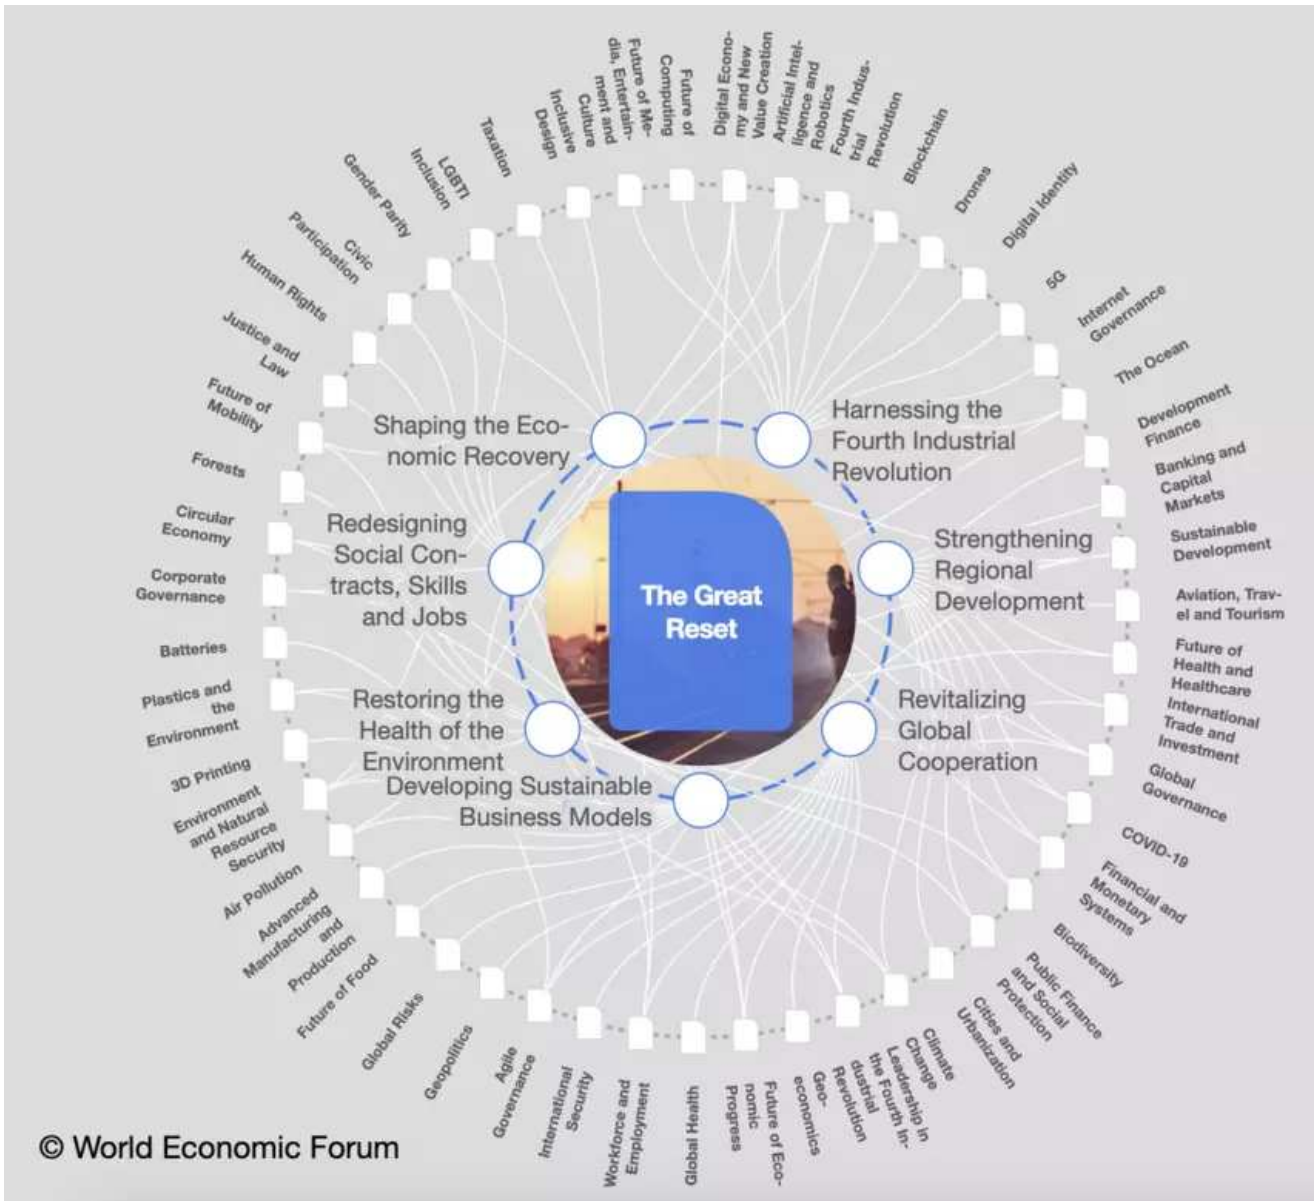 The Great
Reset
Harnessing the
Fourth Industrial
Revolution
Strengthening
Regional
Development
Revitalizing
Global
Cooperation
Developing Sustainable
Business Models
Restoring the
Health of the
Environment
Redesigning
Social Con-
tracts, Skills
and Jobs
Shaping the Eco-
nomic Recovery
Digital Econo-
my and New
Value Creation
Artificial Intel-
ligence and
Robotics
Fourth Indus-
trial
Revolution
Blockchain
Drones
Digital Identity
5G
Internet
Governance
The Ocean
Development
Finance
Banking and
Capital
Markets
Sustainable
Development
Aviation, Trav-
el and Tourism
Future of
Health and
Healthcare
International
Trade and
Investment
Global
Governance
COVID-19
Financial and
Monetary
Systems
Biodiversity
Public Finance
and Social
Protection
Cities and
Urbanization
Climate
Change
Leadership in
the Fourth In-
dustrial
Revolution
Geo-
economics
Future of Eco-
nomic
Progress
Global Health
Workforce and
Employment
International
Security
Agile
Governance
Geopolitics
Global Risks
Future of Food
Advanced
Manufacturing
and
Production
Air Pollution
Environment
and Natural
Resource
Security
3D Printing
Plastics and
the
Environment
Batteries
Corporate
Governance
Circular
Economy
Forests
Future of
Mobility
Justice and
Law
Human Rights
Civic
Participation
Gender Parity
LGBTI
Inclusion
Taxation
Inclusive
Design
Future of Me-
dia, Entertain-
ment and
Culture
Future of
Computing
© World Economic Forum